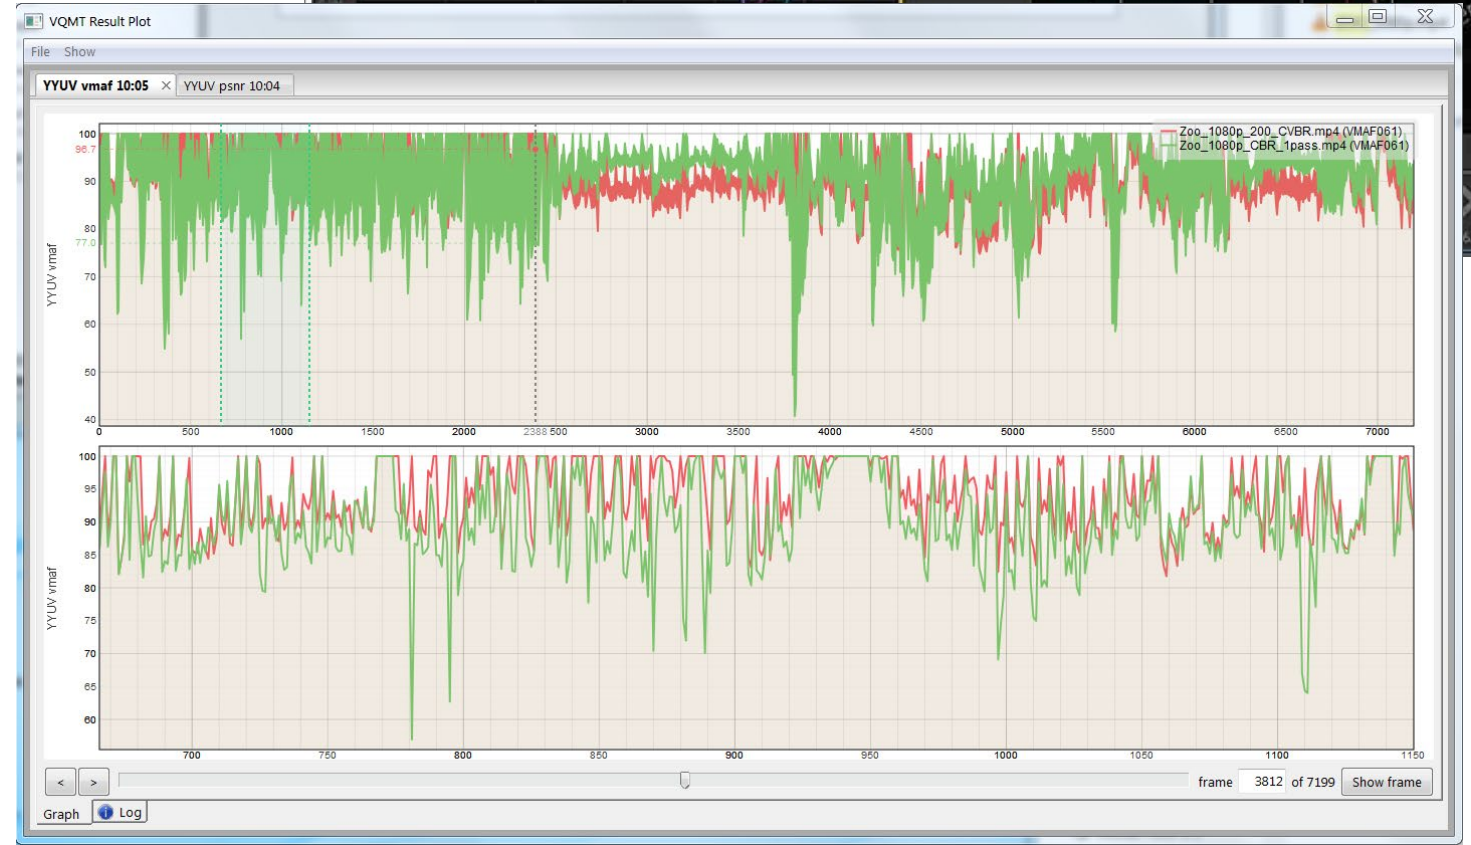 VQMT Result Plot
File Show
YYUV vmaf 10:05 YYUV psnr 10:04
Zoo_1080p_200_CVBR.mp4 (VMAF061)
Zoo_1080p_CBR_1pass.mp4 (VMAF061)
YYUV vmaf
100
96.7
90
80
77.0
70
60
50
40
0 500 1000 1500 2000 2388 500 3000 3500 4000 4500 5000 5500 6000 6500 7000
YYUV vmaf
100
95
90
85
80
75
70
65
60
700 750 800 850 900 950 1000 1050 1100 1150
< > frame 3812 of 7199 Show frame
Graph Log